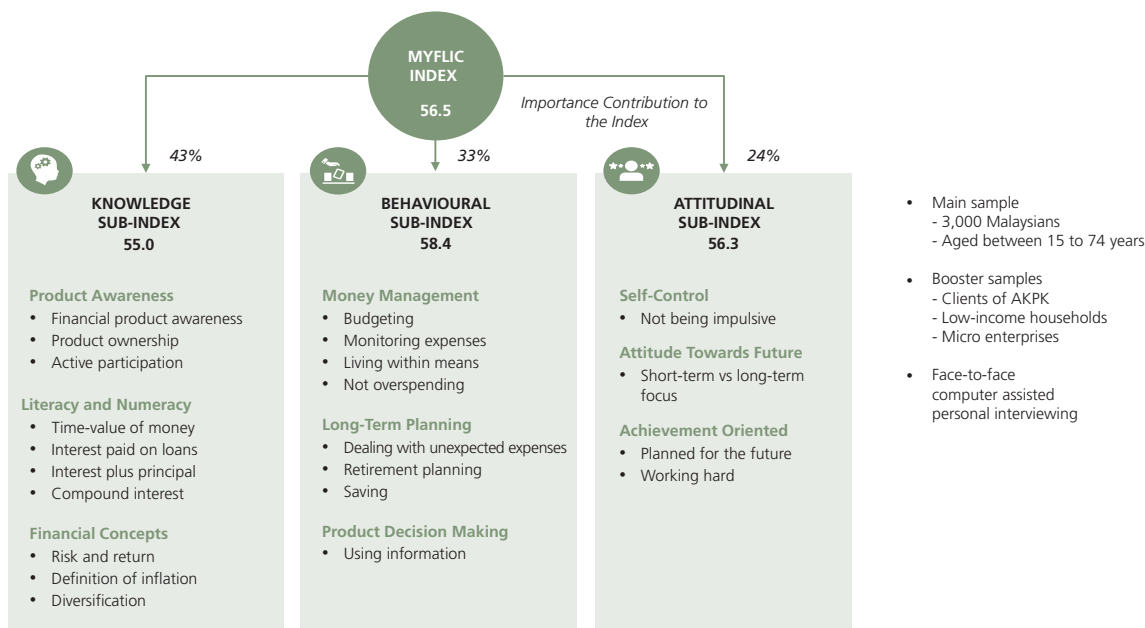 MYFLIC
INDEX
56.5
Importance Contribution to
the Index
43%
33%
24%
KNOWLEDGE
SUB-INDEX
55.0
Product Awareness
• Financial product awareness
• Product ownership
• Active participation
Literacy and Numeracy
• Time-value of money
• Interest paid on loans
• Interest plus principal
• Compound interest
Financial Concepts
• Risk and return
• Definition of inflation
• Diversification
BEHAVIOURAL
SUB-INDEX
58.4
Money Management
• Budgeting
• Monitoring expenses
• Living within means
• Not overspending
Long-Term Planning
• Dealing with unexpected expenses
• Retirement planning
• Saving
Product Decision Making
• Using information
ATTITUDINAL
SUB-INDEX
56.3
Self-Control
• Not being impulsive
Attitude Towards Future
• Short-term vs long-term
focus
Achievement Oriented
• Planned for the future
• Working hard
• Main sample
- 3,000 Malaysians
- Aged between 15 to 74 years
• Booster samples
- Clients of AKPK
- Low-income households
- Micro enterprises
• Face-to-face
computer assisted
personal interviewing